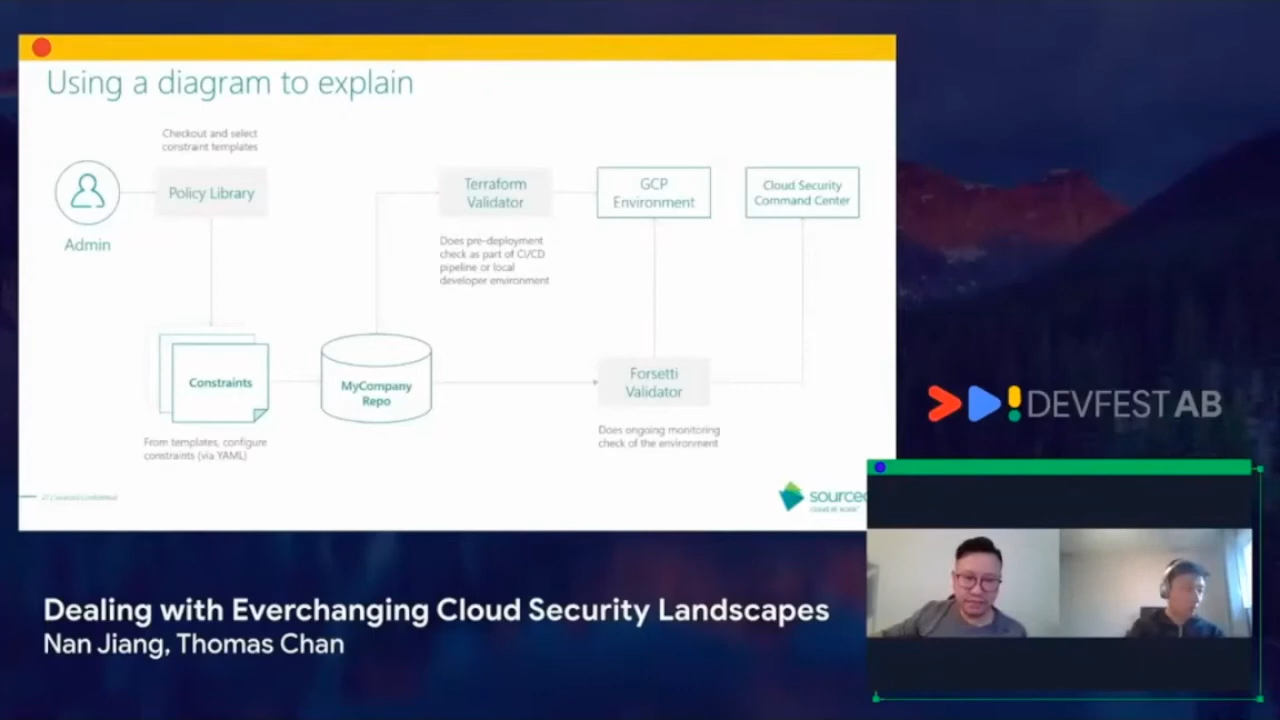 Using a diagram to explain
Checkout and select
constraint templates
Policy Library
Admin
Terraform
Validator
GCP
Environment
Cloud Security
Command Center
Does pre-deployment
check as part of CI/CD
pipeline or local
developer environment
Constraints
MyCompany
Repo
Forsetti
Validator
From templates, configure
constraints (via YAML)
Does ongoing monitoring
check of the environment
sourced
DEVFEST AB
Dealing with Everchanging Cloud Security Landscapes
Nan Jiang, Thomas Chan